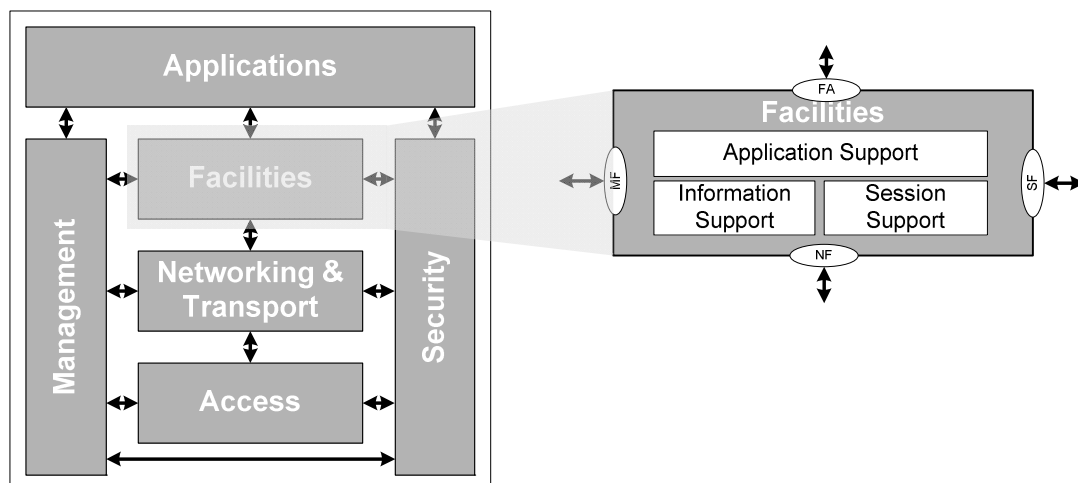 Applications
Facilities
Networking &
Transport
Access
Management
Security
FA
Facilities
Application Support
Information
Support
Session
Support
MF
SF
NF